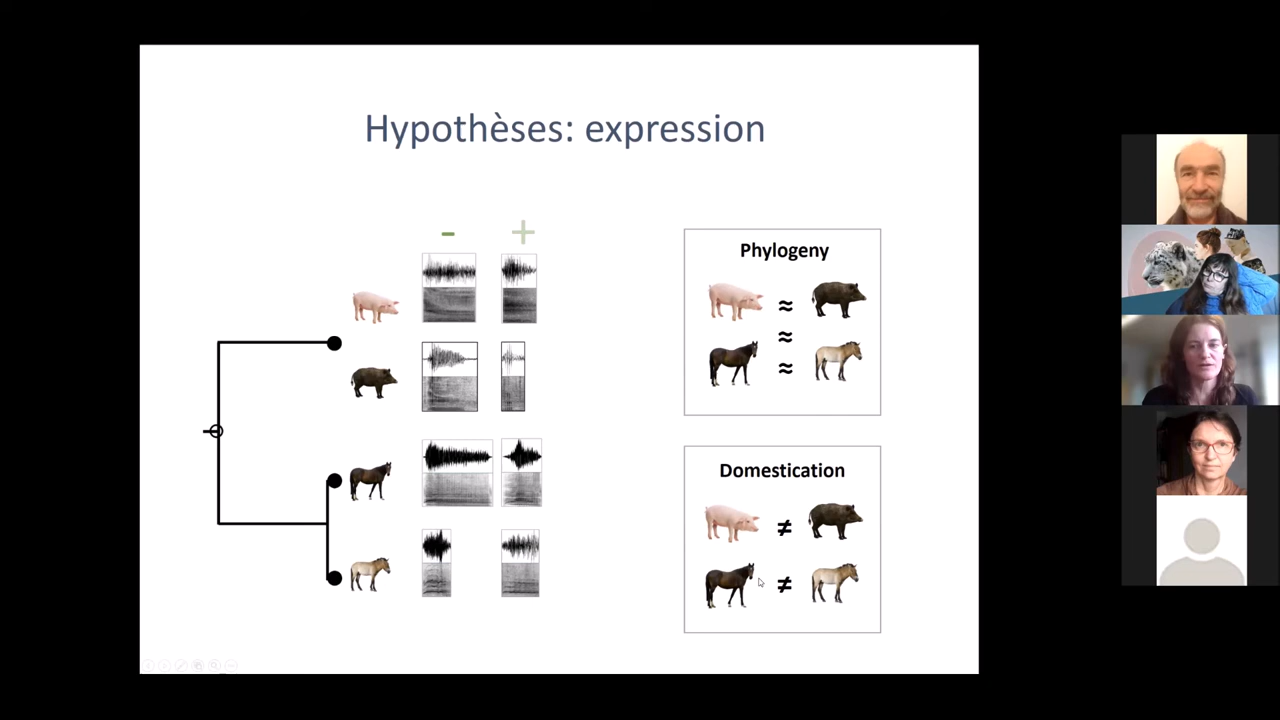 Hypothèses: expression
- +
Phylogeny
≈
≈
≈
Domestication
≠
≠